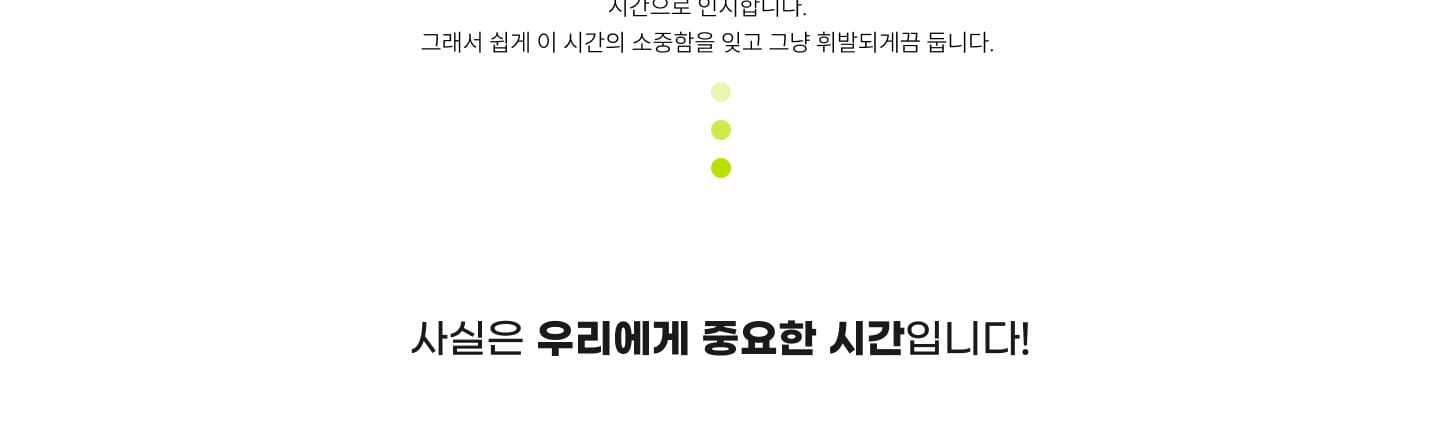 시간으로 인지합니다.
그래서 쉽게 이 시간의 소중함을 잊고 그냥 휘발되게끔 둡니다.
사실은 우리에게 중요한 시간입니다!